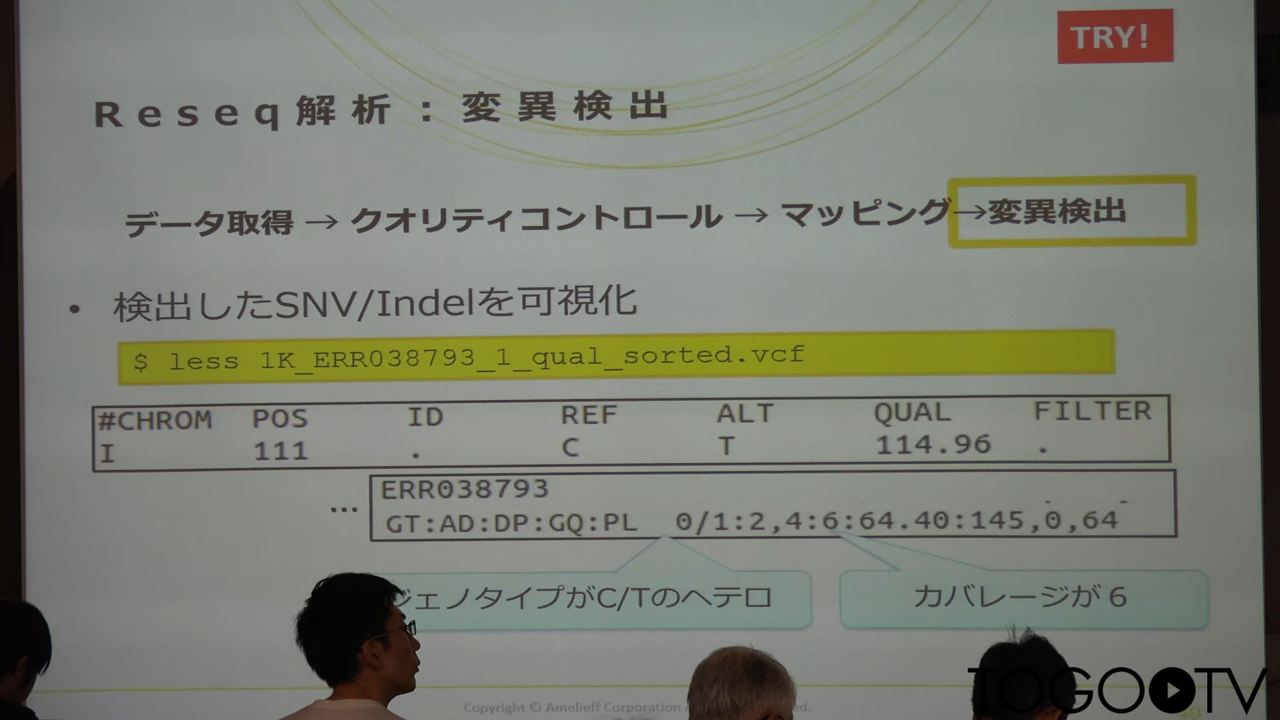 TRY!
Reseq解析：変異検出
データ取得 → クオリティコントロール → マッピング→変異検出
• 検出したSNV/Indelを可視化
$ less 1K_ERR038793_1_qual_sorted.vcf
#CHROM POS ID REF ALT QUAL FILTER
I 111 . C T 114.96 .
… ERR038793
GT:AD:DP:GQ:PL 0/1:2,4:6:64.40:145,0,64
ジェノタイプがC/Tのヘテロ
カバレージが6
Copyright © Amelieff Corporation
TOGOTV